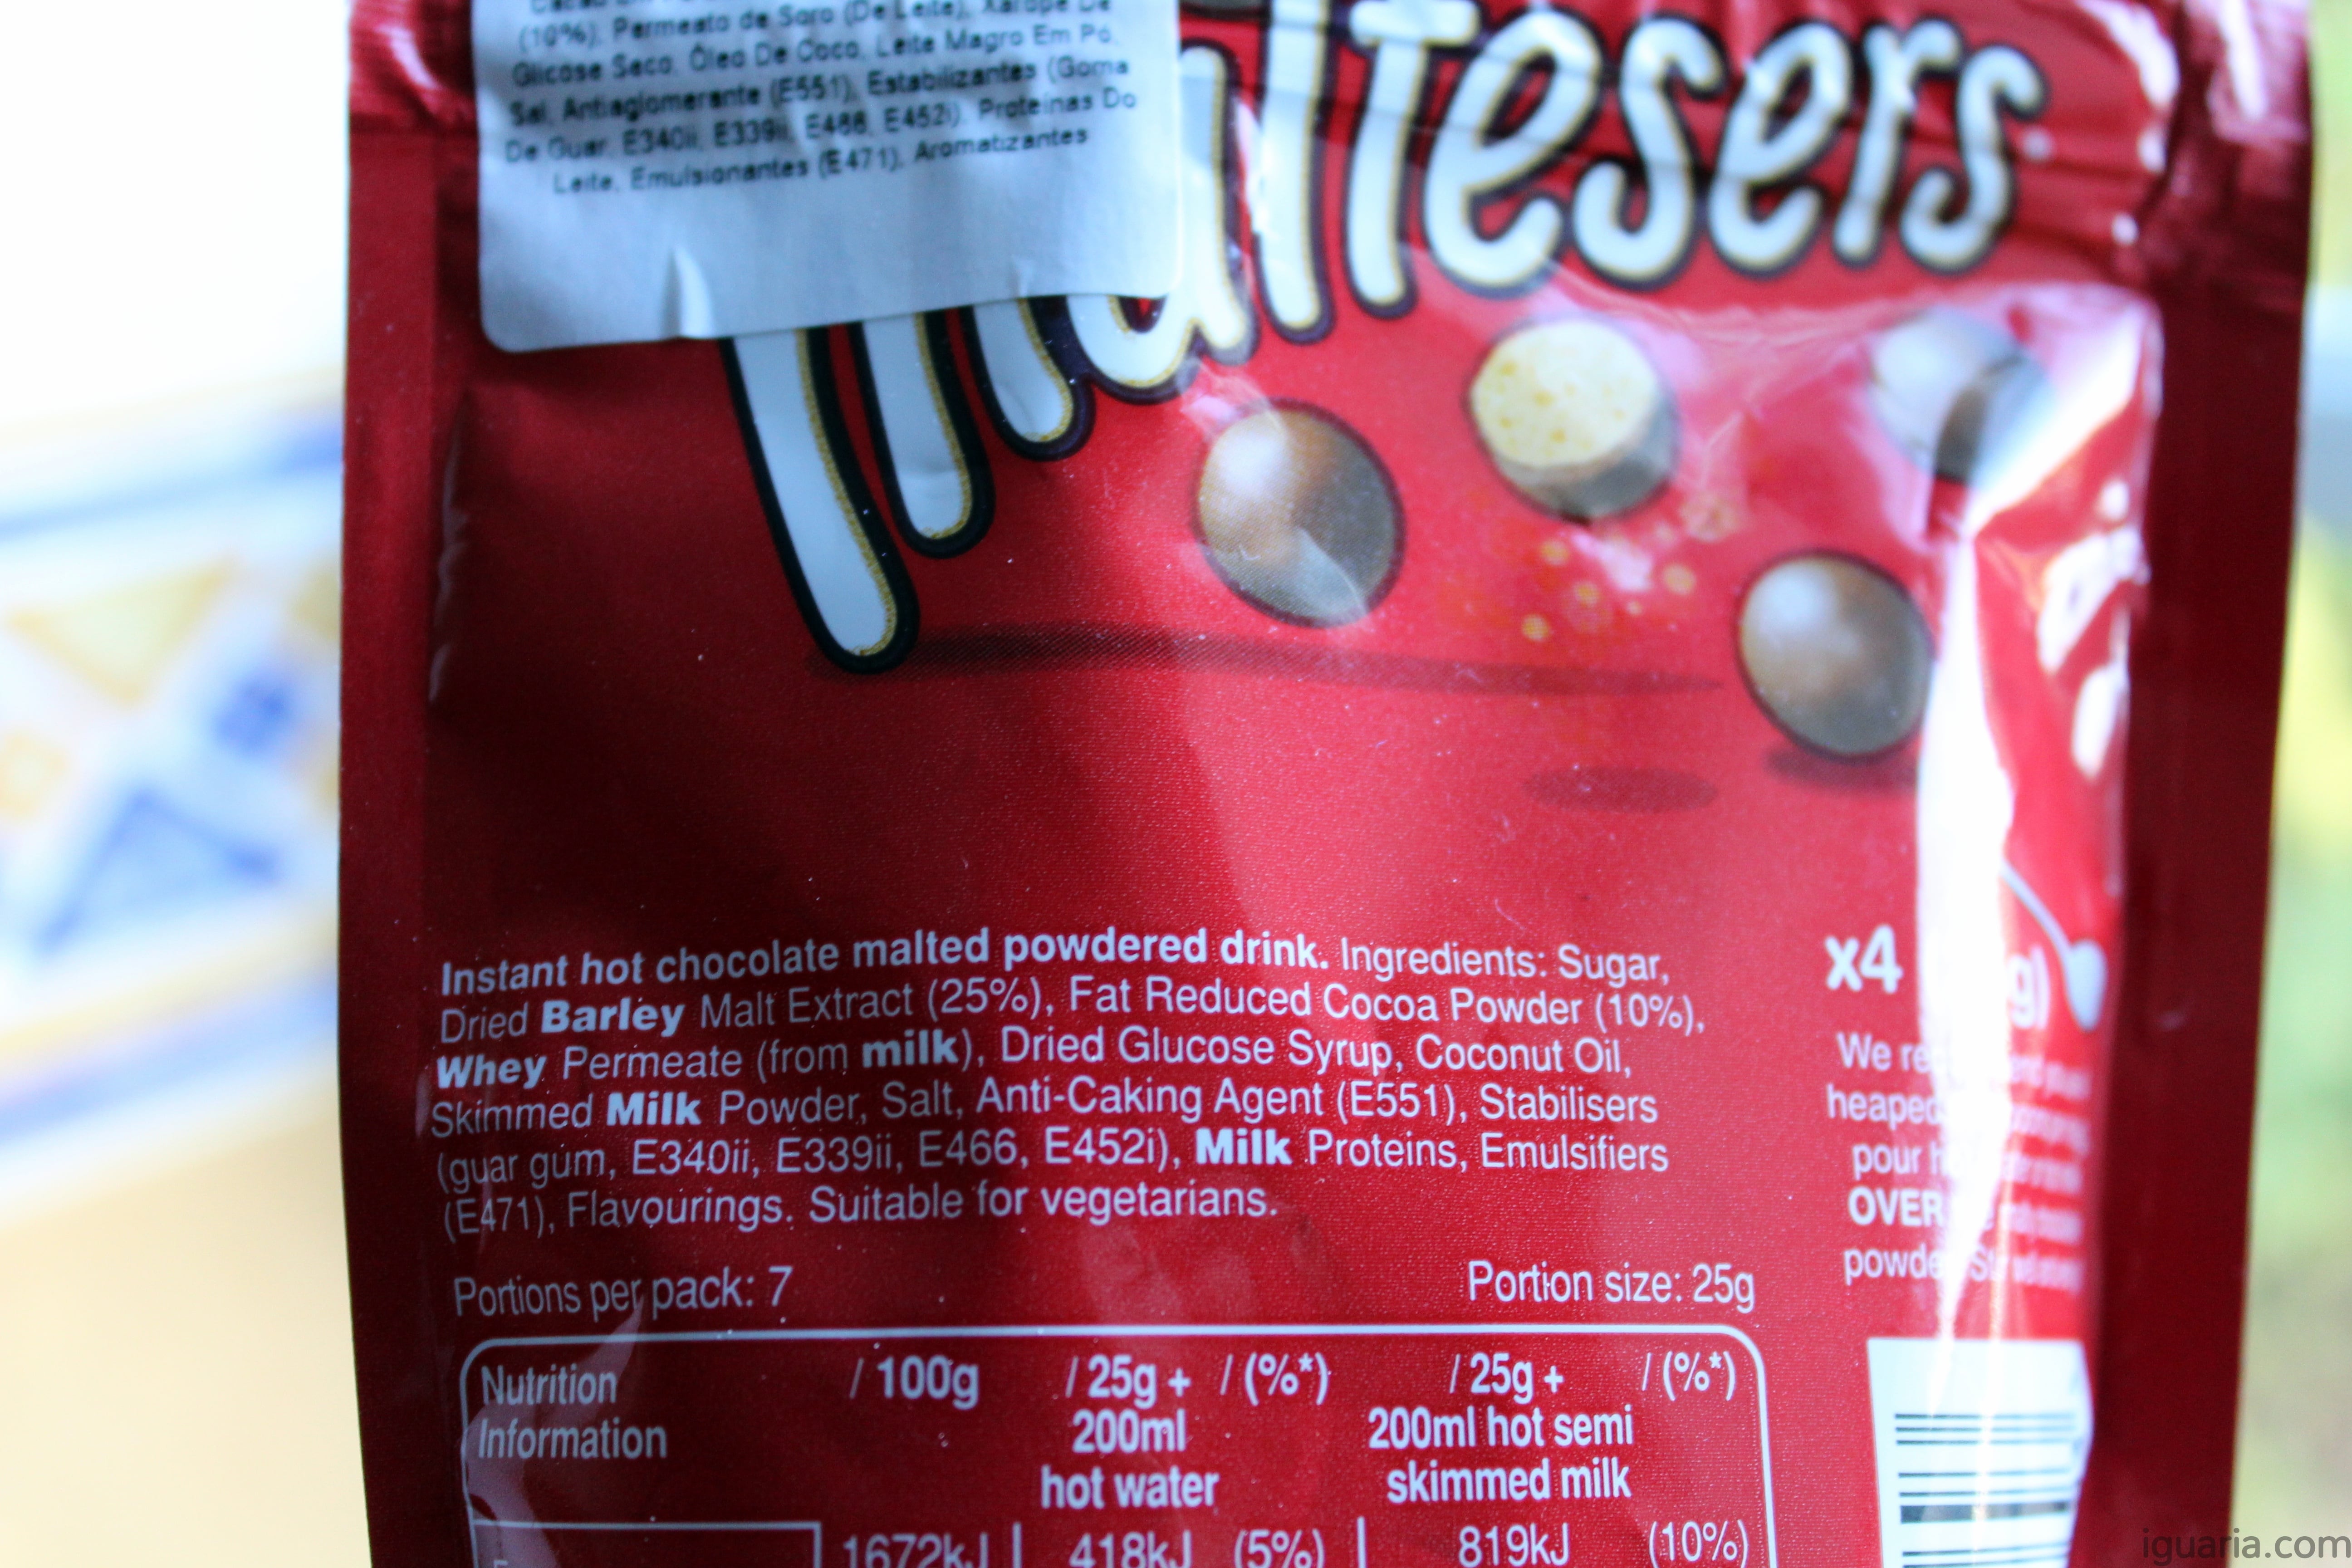 (10%). Permeato de Soro (De Leite), Xarope De
Glicose Seco, Óleo De Coco, Leite Magro Em Pó,
Sal, Antiaglomerante (E551), Estabilizantes (Goma
De Guar, E340ii, E339ii, E466, E452i). Proteínas Do
Leite, Emulsionantes (E471), Aromatizantes
Maltesers
Instant hot chocolate malted powdered drink. Ingredients: Sugar,
Dried Barley Malt Extract (25%), Fat Reduced Cocoa Powder (10%),
Whey Permeate (from milk), Dried Glucose Syrup, Coconut Oil,
Skimmed Milk Powder, Salt, Anti-Caking Agent (E551), Stabilisers
(guar gum, E340ii, E339ii, E466, E452i), Milk Proteins, Emulsifiers
(E471), Flavourings. Suitable for vegetarians.
Portions per pack: 7 Portion size: 25g
Nutrition / 100g / 25g + / (%*) / 25g + / (%*)
Information 200ml 200ml hot semi
hot water skimmed milk
1672kJ 418kJ (5%) 819kJ (10%)
x4
We
pour
OVER
iguaria.com